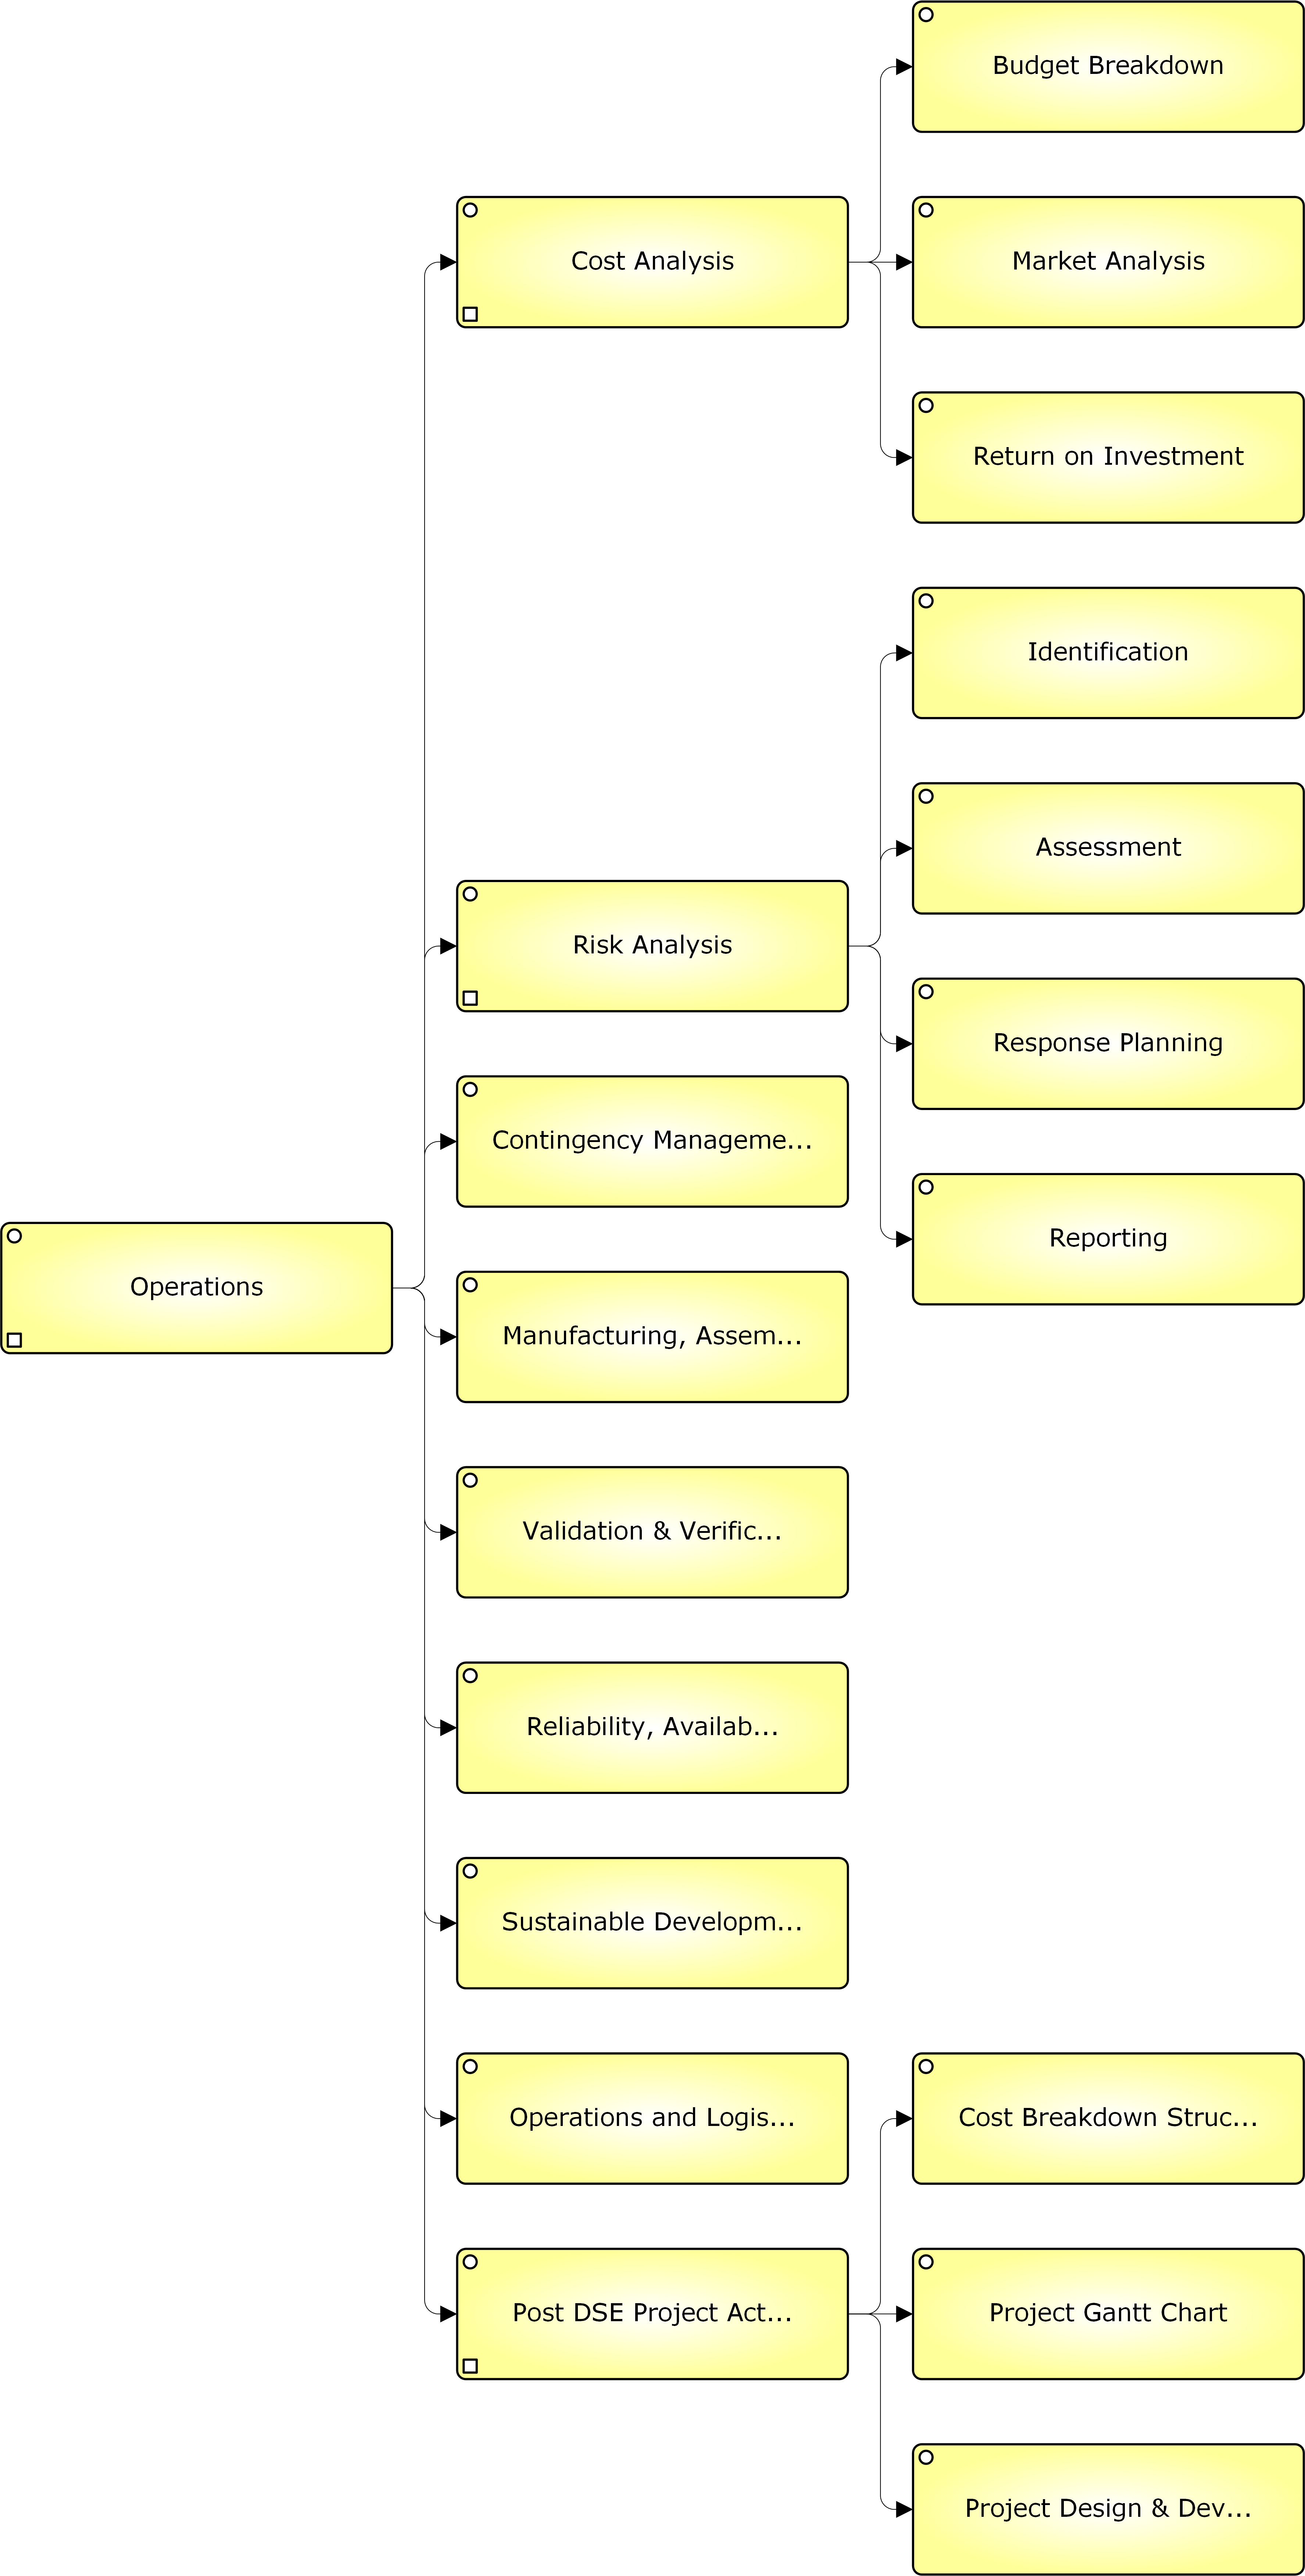 Operations
Cost Analysis
Budget Breakdown
Market Analysis
Return on Investment
Risk Analysis
Identification
Assessment
Response Planning
Reporting
Contingency Manageme...
Manufacturing, Assem...
Validation & Verific...
Reliability, Availab...
Sustainable Developm...
Operations and Logis...
Post DSE Project Act...
Cost Breakdown Struc...
Project Gantt Chart
Project Design & Dev...